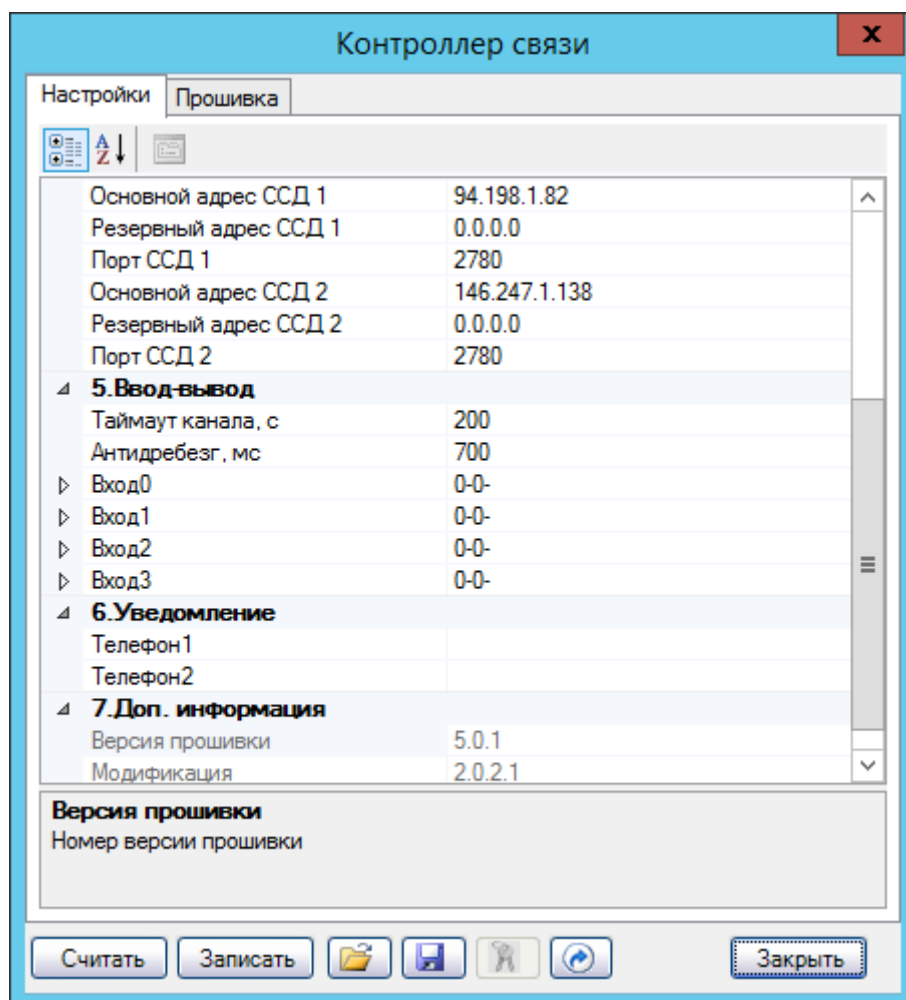 Контроллер связи
x
Настройки Прошивка
Основной адрес ССД 1 94.198.1.82
Резервный адрес ССД 1 0.0.0.0
Порт ССД 1 2780
Основной адрес ССД 2 146.247.1.138
Резервный адрес ССД 2 0.0.0.0
Порт ССД 2 2780
5.Ввод-вывод
Таймаут канала, с 200
Антидребезг, мс 700
Вход0 0-0-
Вход1 0-0-
Вход2 0-0-
Вход3 0-0-
6.Уведомление
Телефон1
Телефон2
7.Доп. информация
Версия прошивки 5.0.1
Модификация 2.0.2.1
Версия прошивки
Номер версии прошивки
Считать Записать Закрыть